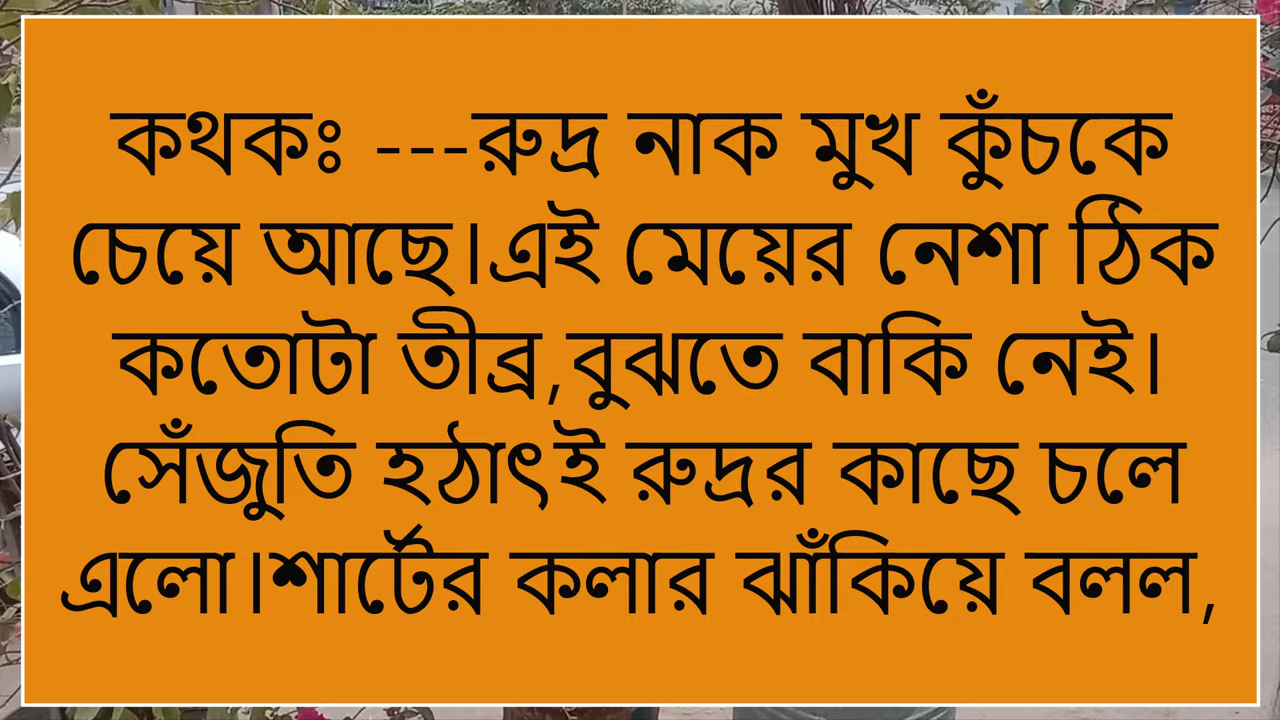 কথকঃ ---রুদ্র নাক মুখ কুঁচকে
চেয়ে আছে।এই মেয়ের নেশা ঠিক
কতোটা তীব্র,বুঝতে বাকি নেই।
সেঁজুতি হঠাৎই রুদ্রর কাছে চলে
এলো।শার্টের কলার ঝাঁকিয়ে বলল,